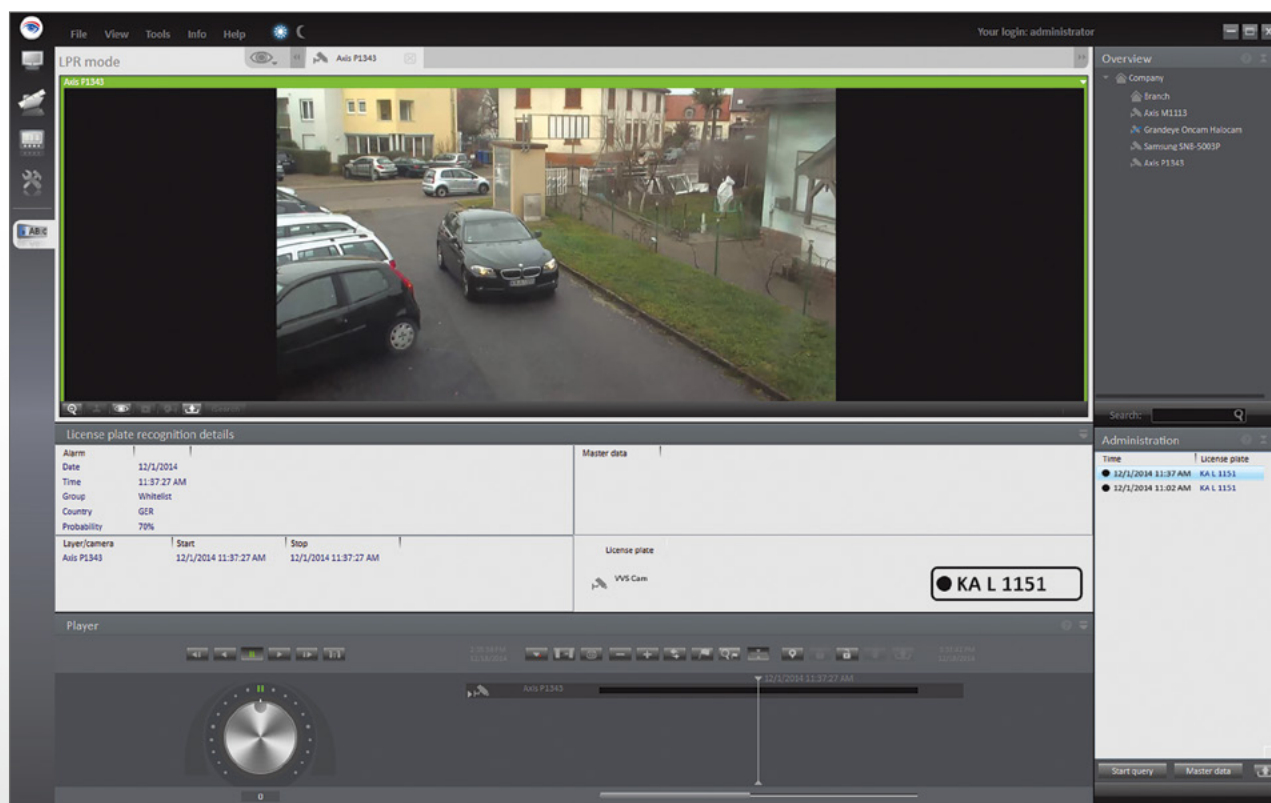 File View Tools Info Help
Your login: administrator
LPR mode
Axis P1343
Axis P1343
Overview
Company
Branch
Axis M1113
Grandeye Oncam Halocam
Samsung SNB-5003P
Axis P1343
Search:
ABC
License plate recognition details
Alarm
Date 12/1/2014
Time 11:37:27 AM
Group Whitelist
Country GER
Probability 70%
Master data
Layer/camera Start Stop
Axis P1343 12/1/2014 11:37:27 AM 12/1/2014 11:37:27 AM
License plate
VVS Cam
KA L 1151
Administration
Time License plate
12/1/2014 11:37 AM KA L 1151
12/1/2014 11:02 AM KA L 1151
Player
12/1/2014 11:37:27 AM
Axis P1343
0
Start query Master data